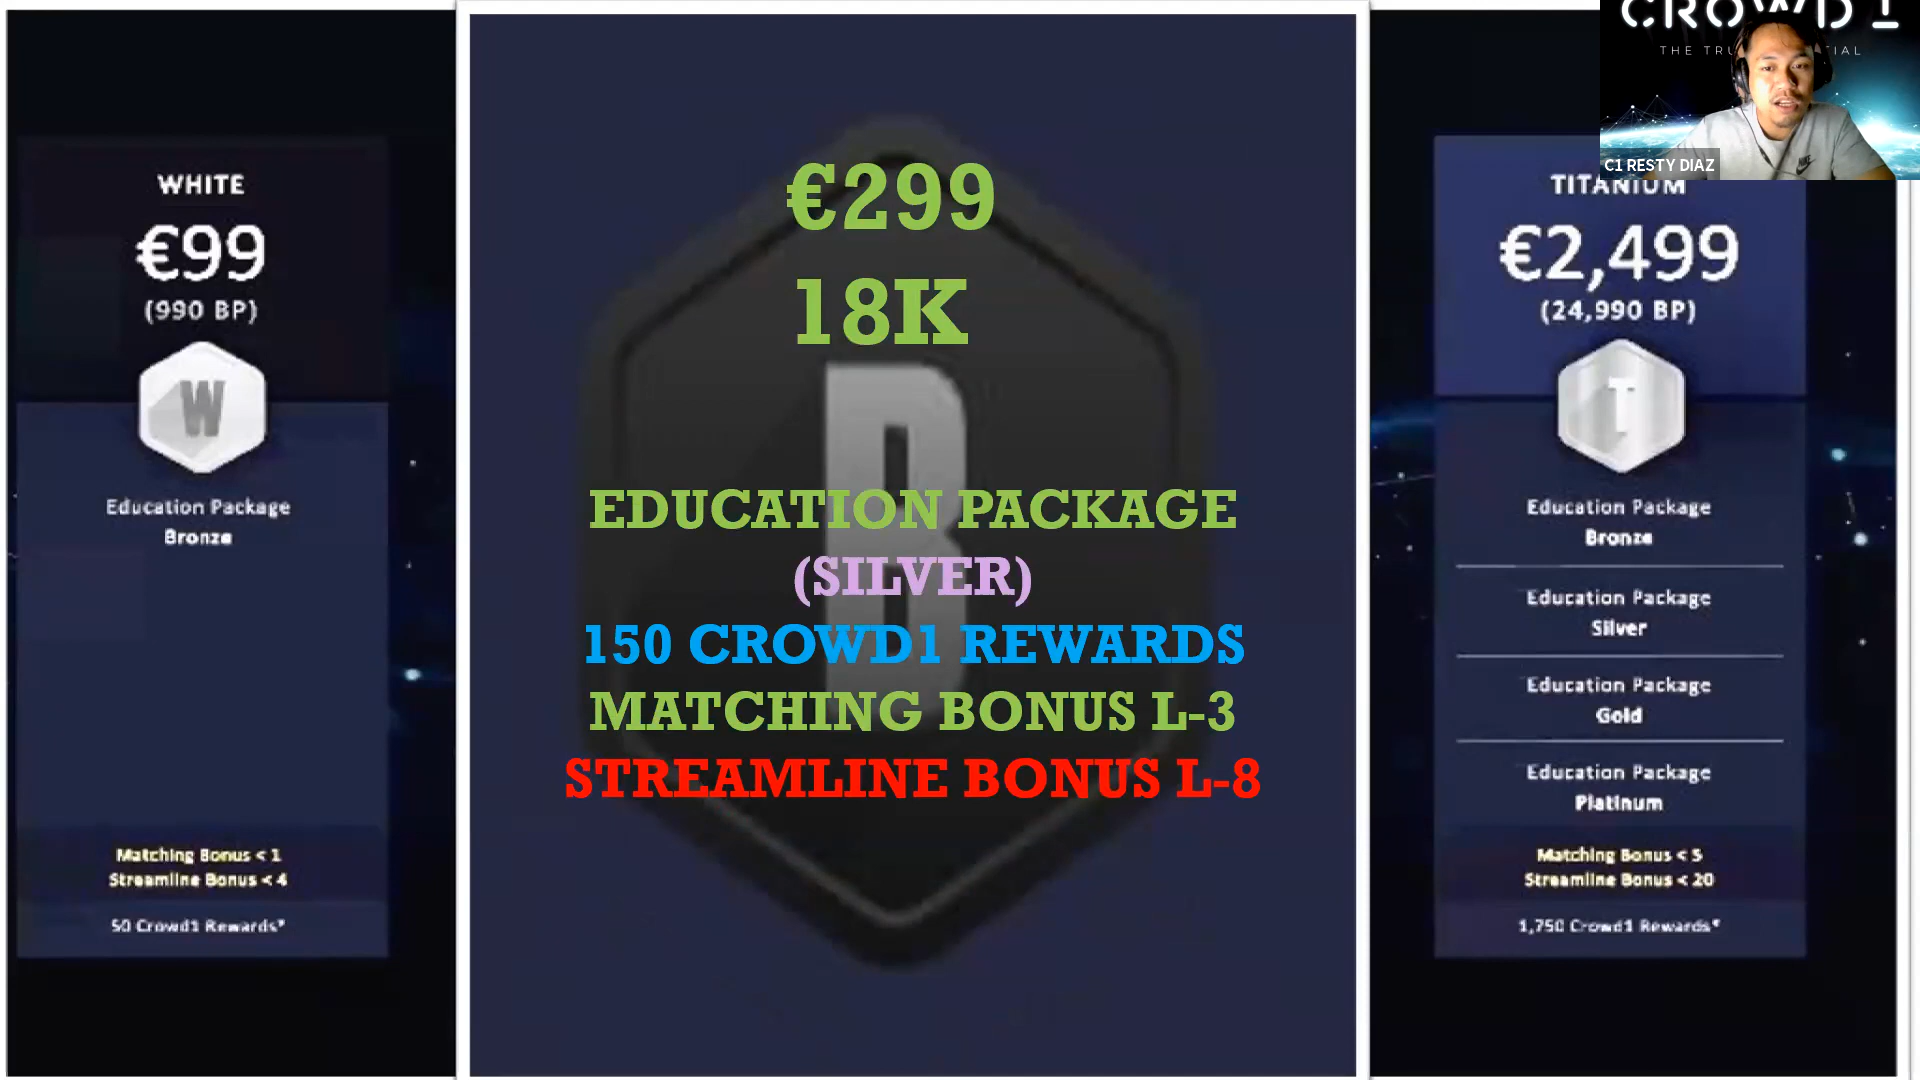 WHITE
€99
(990 BP)
W
Education Package
Bronze
Matching Bonus < 1
Streamline Bonus < 4
50 Crowd1 Rewards*
€299
18K
B
EDUCATION PACKAGE
(SILVER)
150 CROWD1 REWARDS
MATCHING BONUS L-3
STREAMLINE BONUS L-8
CROWD1
THE
C1 RESTY DIAZ
TITANIUM
€2,499
(24,990 BP)
T
Education Package
Bronze
Education Package
Silver
Education Package
Gold
Education Package
Platinum
Matching Bonus < 5
Streamline Bonus < 20
1,750 Crowd1 Rewards*